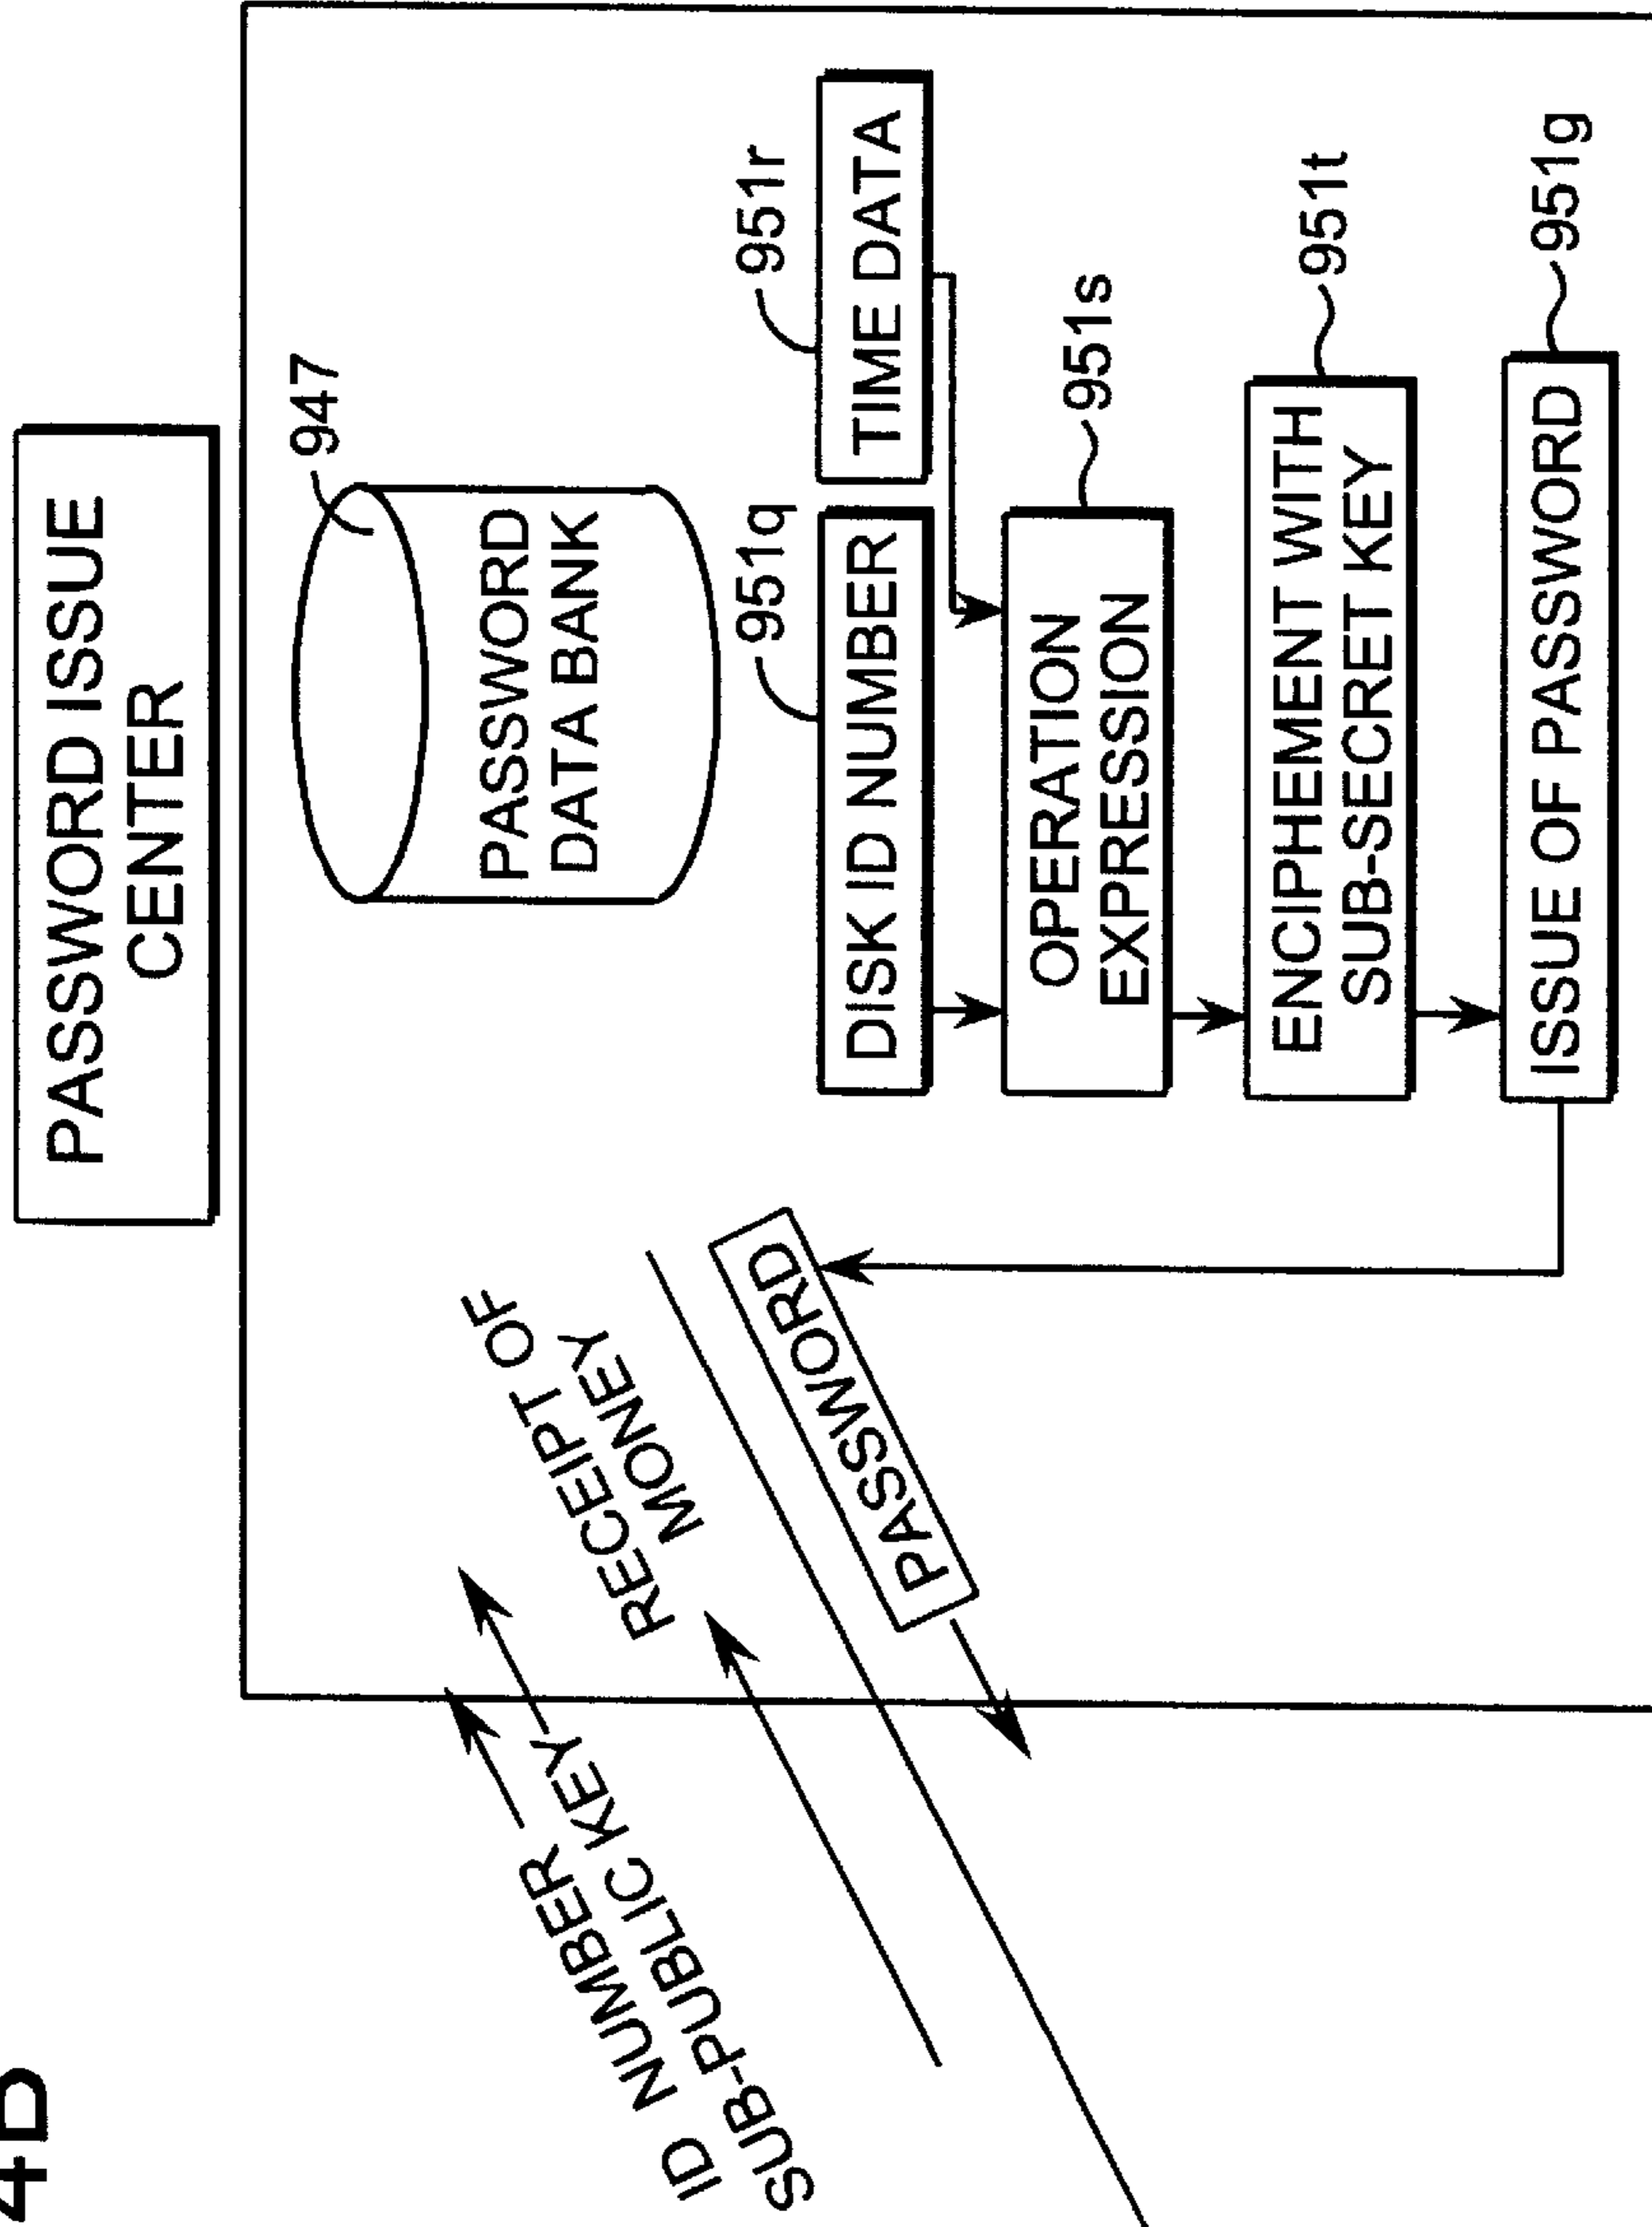 4D
PASSWORD ISSUE
CENTER
947
PASSWORD
DATA BANK
951q
951r
DISK ID NUMBER
TIME DATA
951s
OPERATION
EXPRESSION
951t
ENCIPHEMENT WITH
SUB-SECRET KEY
951g
ISSUE OF PASSWORD
ID NUMBER
SUB-PUBLIC KEY
RECEIPT OF
MONEY
PASSWORD